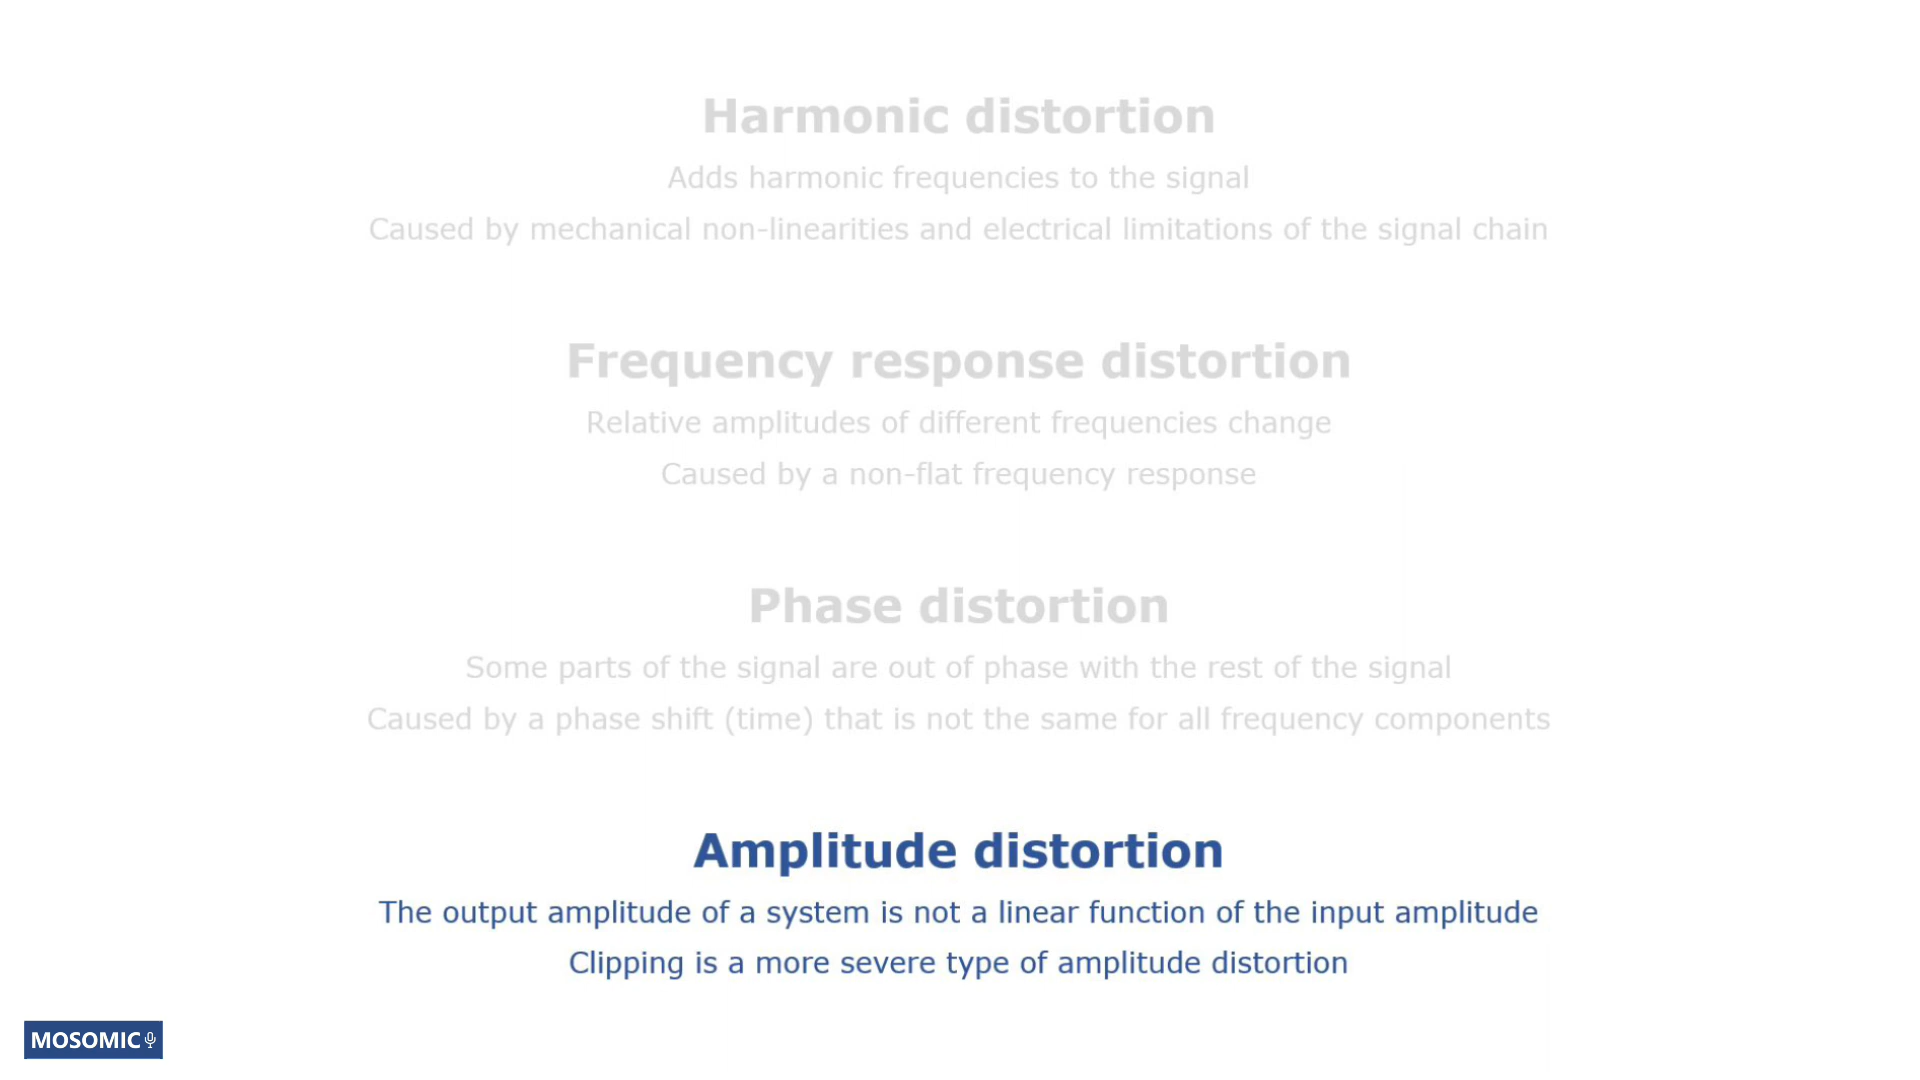 Harmonic distortion
Adds harmonic frequencies to the signal
Caused by mechanical non-linearities and electrical limitations of the signal chain
Frequency response distortion
Relative amplitudes of different frequencies change
Caused by a non-flat frequency response
Phase distortion
Some parts of the signal are out of phase with the rest of the signal
Caused by a phase shift (time) that is not the same for all frequency components
Amplitude distortion
The output amplitude of a system is not a linear function of the input amplitude
Clipping is a more severe type of amplitude distortion
MOSOMIC